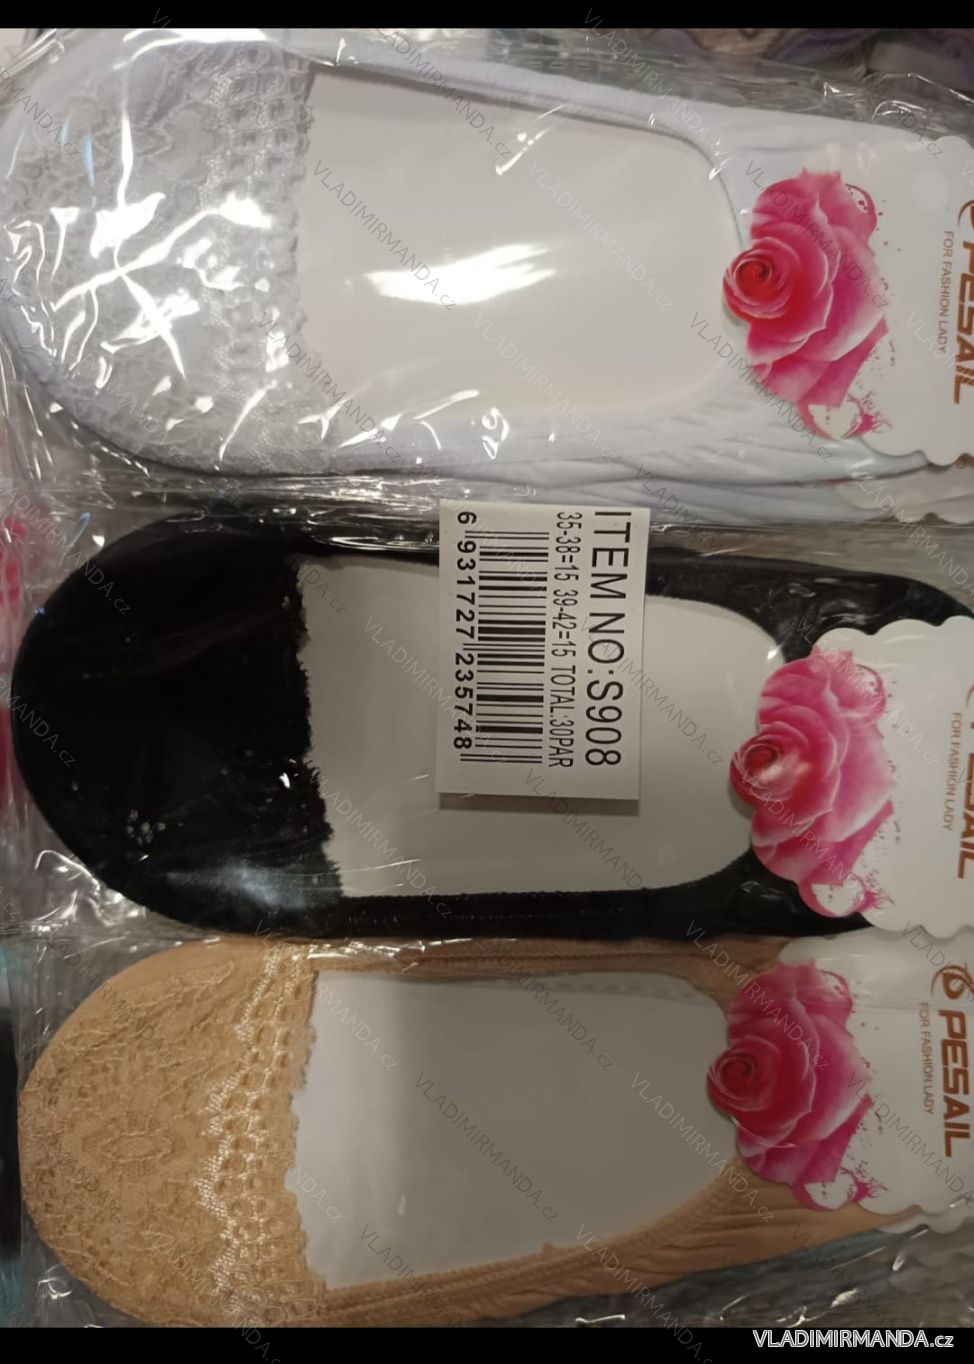 PESAIL
FOR FASHION LADY
ITEM NO:S908
35-38=15 39-42=15 TOTAL:30PAR
6 931727 235748
PESAIL
FOR FASHION LADY
PESAIL
FOR FASHION LADY
VLADIMIRMANDA.cz